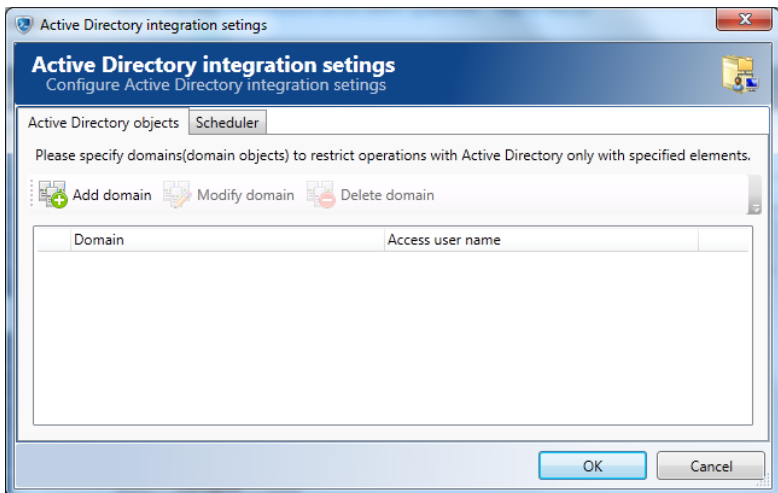 Active Directory integration setings
Active Directory integration setings
Configure Active Directory integration setings
Active Directory objects Scheduler
Please specify domains(domain objects) to restrict operations with Active Directory only with specified elements.
Add domain Modify domain Delete domain
Domain Access user name
OK Cancel